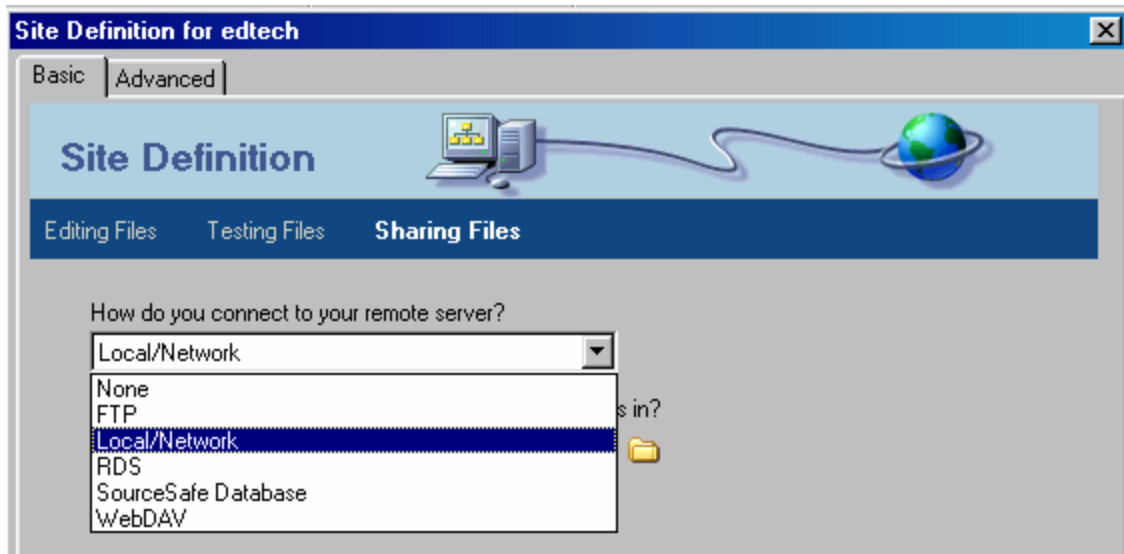 Site Definition for edtech
Basic Advanced
Site Definition
Editing Files Testing Files Sharing Files
How do you connect to your remote server?
Local/Network
None
FTP
s in?
Local/Network
RDS
SourceSafe Database
WebDAV